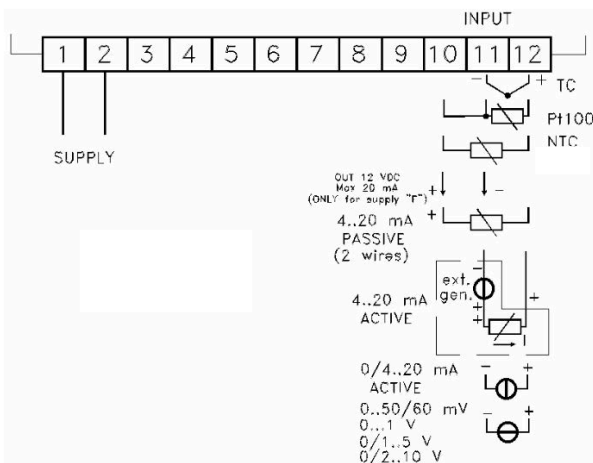 INPUT
1 2 3 4 5 6 7 8 9 10 11 12
- + TC
Pt100
NTC
SUPPLY
OUT 12 VDC
Max 20 mA
(ONLY for supply "F")
+ -
4..20 mA
PASSIVE
(2 wires)
+
4..20 mA
ACTIVE
-
ext.
gen.
+
+
+
I
0/4..20 mA
ACTIVE
- +
0..50/60 mV
0...1 V
0/1..5 V
0/2..10 V
- +